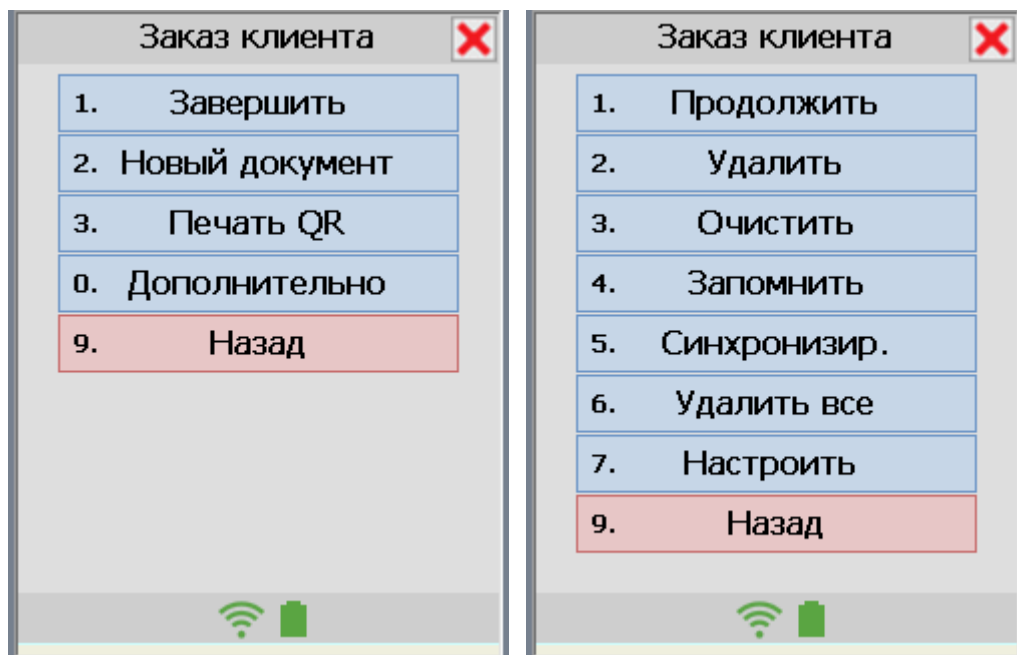 Заказ клиента
1. Завершить
2. Новый документ
3. Печать QR
0. Дополнительно
9. Назад
Заказ клиента
1. Продолжить
2. Удалить
3. Очистить
4. Запомнить
5. Синхронизир.
6. Удалить все
7. Настроить
9. Назад